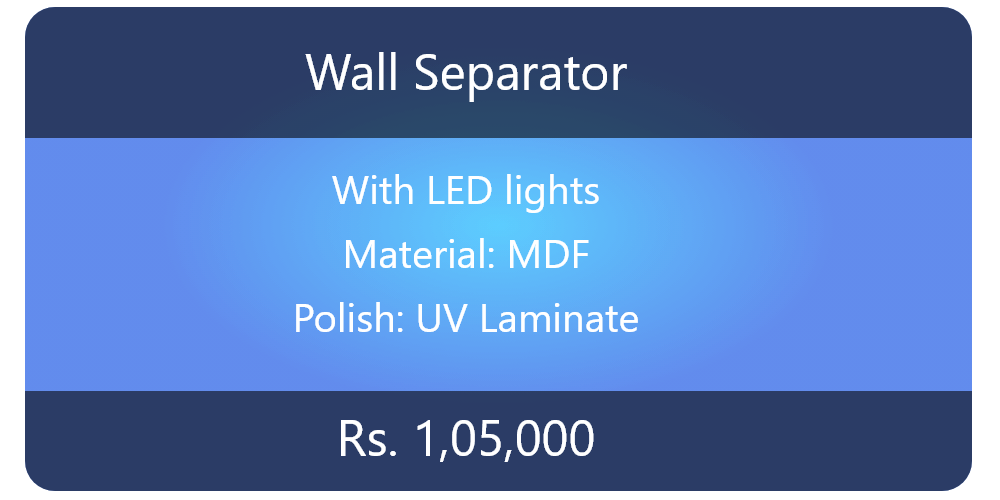 Wall Separator
With LED lights
Material: MDF
Polish: UV Laminate
Rs. 1,05,000